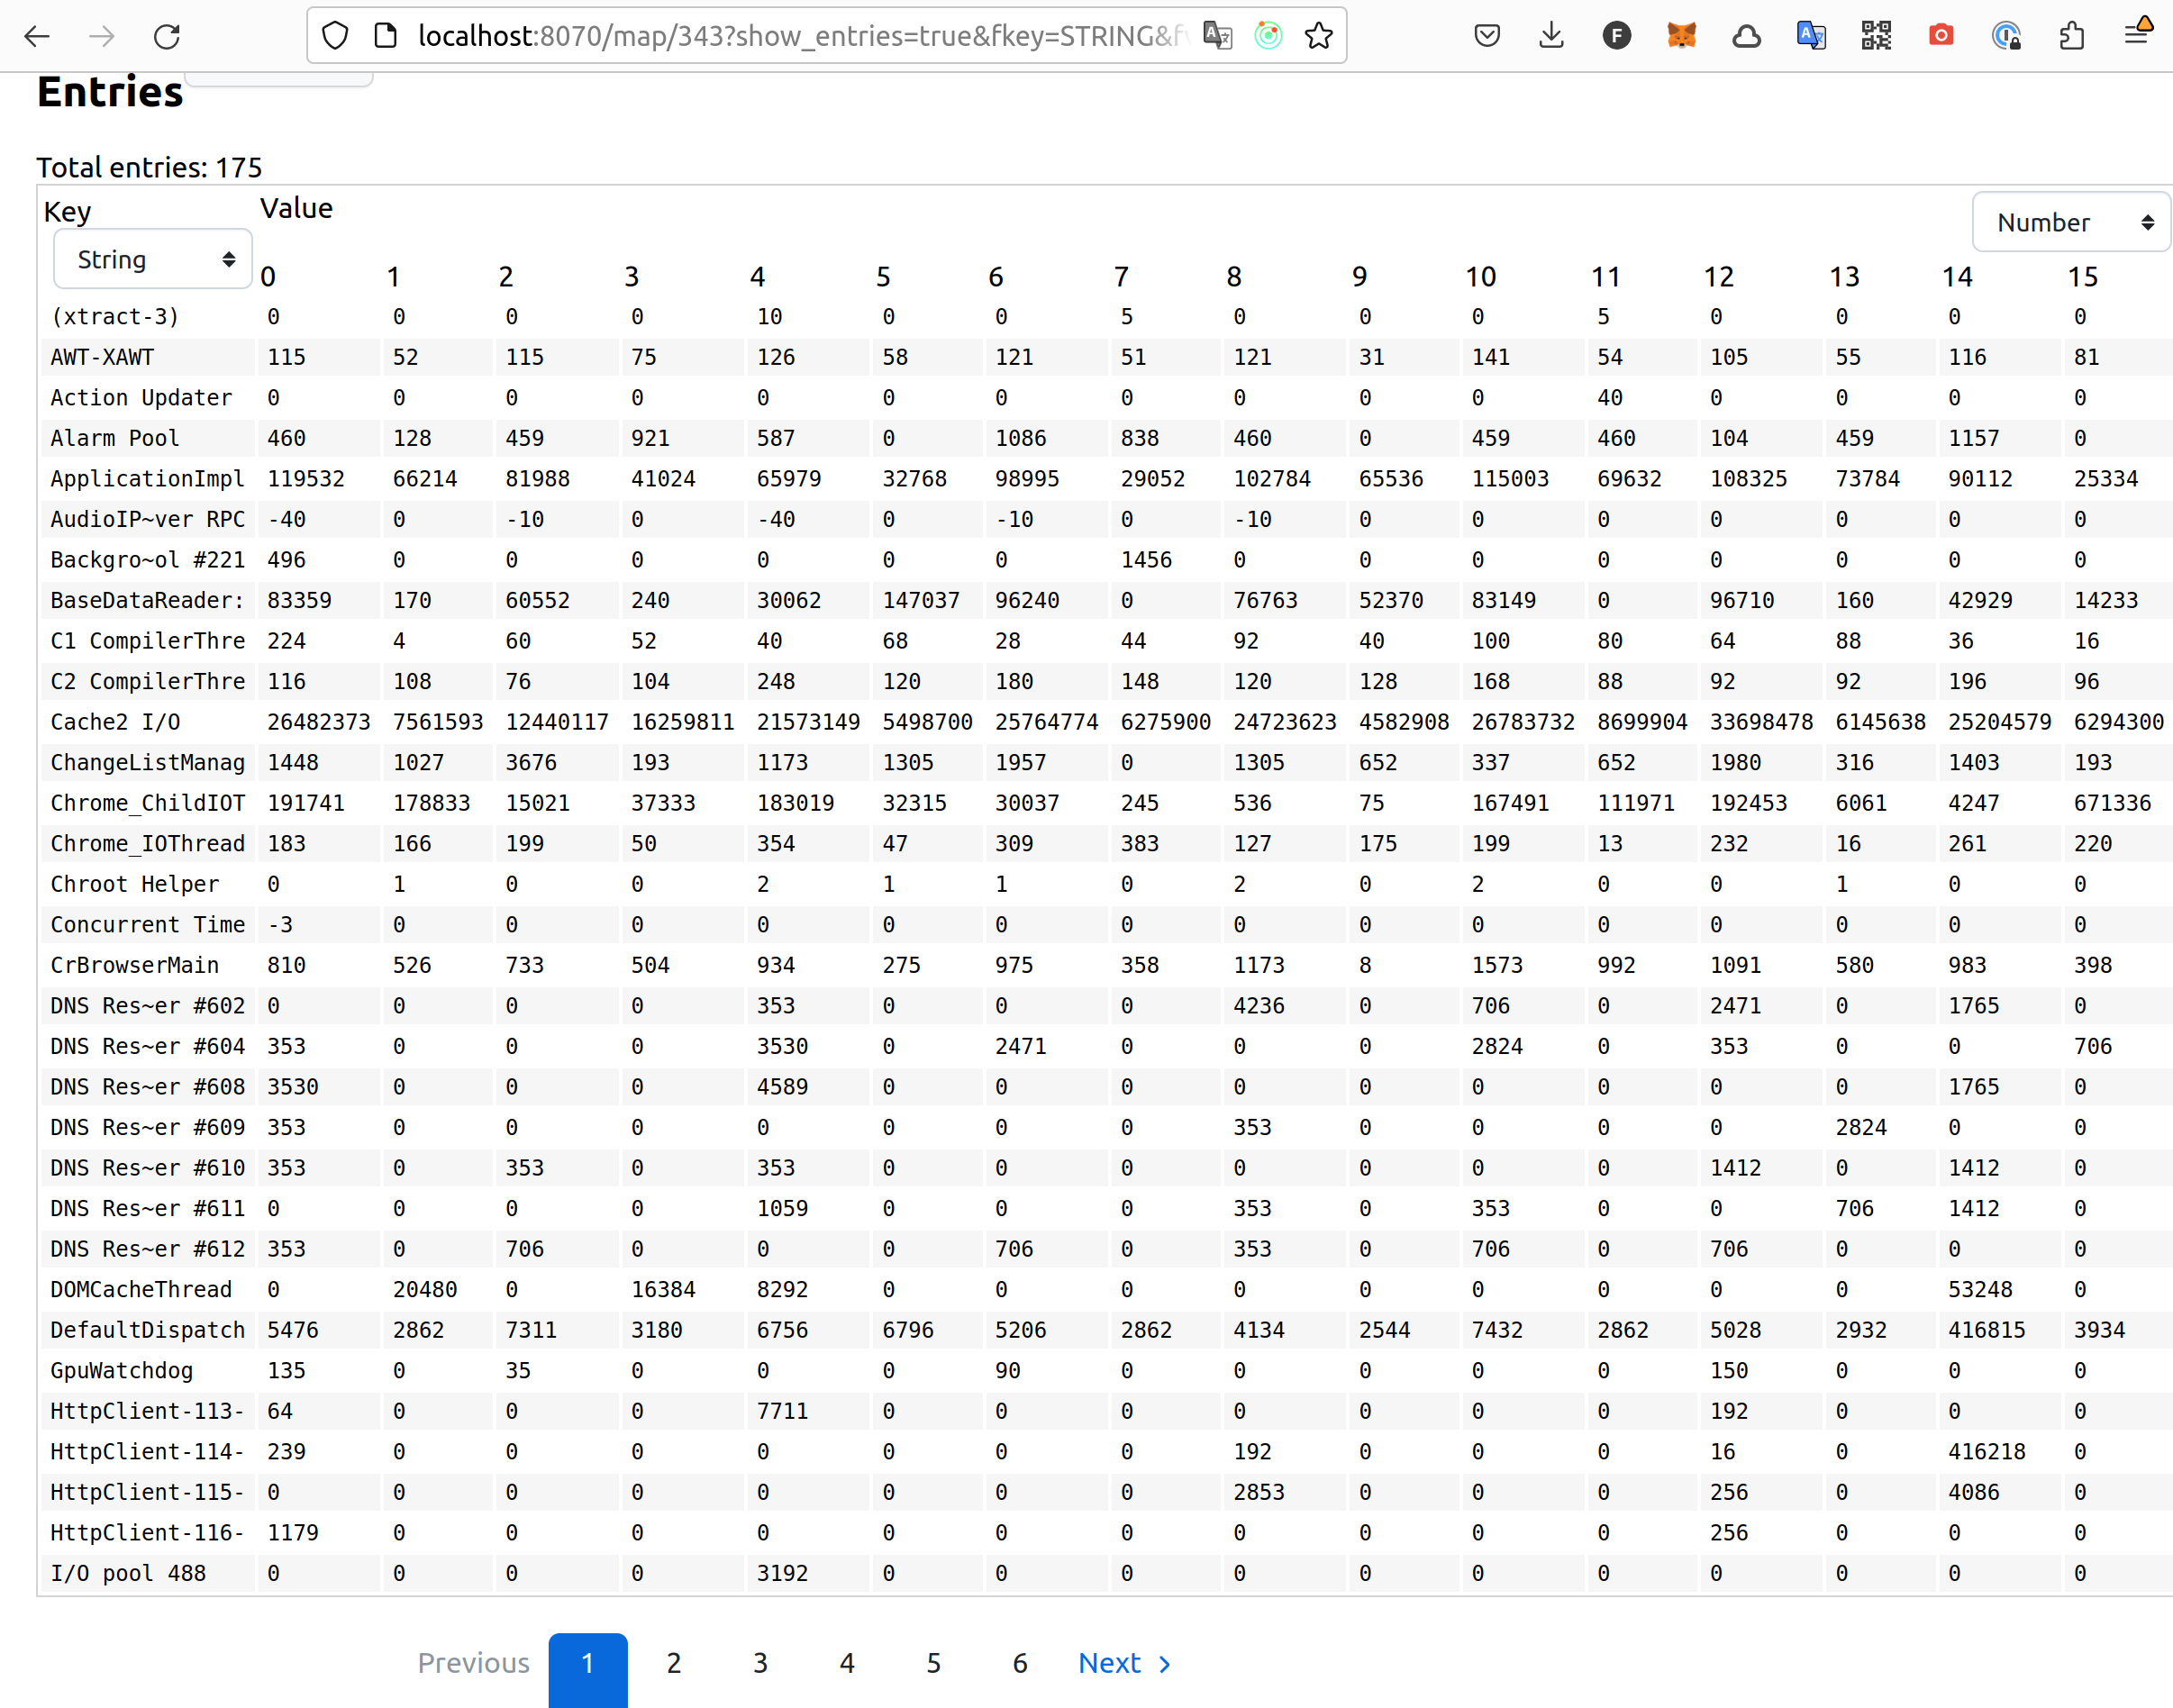 localhost:8070/map/343?show_entries=true&fkey=STRING&f
Entries
Total entries: 175
Key Value Number
String 0 1 2 3 4 5 6 7 8 9 10 11 12 13 14 15
(xtract-3) 0 0 0 0 10 0 0 5 0 0 0 5 0 0 0 0
AWT-XAWT 115 52 115 75 126 58 121 51 121 31 141 54 105 55 116 81
Action Updater 0 0 0 0 0 0 0 0 0 0 0 40 0 0 0 0
Alarm Pool 460 128 459 921 587 0 1086 838 460 0 459 460 104 459 1157 0
ApplicationImpl 119532 66214 81988 41024 65979 32768 98995 29052 102784 65536 115003 69632 108325 73784 90112 25334
AudioIP~ver RPC -40 0 -10 0 -40 0 -10 0 -10 0 0 0 0 0 0 0
Backgro~ol #221 496 0 0 0 0 0 0 1456 0 0 0 0 0 0 0 0
BaseDataReader: 83359 170 60552 240 30062 147037 96240 0 76763 52370 83149 0 96710 160 42929 14233
C1 CompilerThre 224 4 60 52 40 68 28 44 92 40 100 80 64 88 36 16
C2 CompilerThre 116 108 76 104 248 120 180 148 120 128 168 88 92 92 196 96
Cache2 I/O 26482373 7561593 12440117 16259811 21573149 5498700 25764774 6275900 24723623 4582908 26783732 8699904 33698478 6145638 25204579 6294300
ChangeListManag 1448 1027 3676 193 1173 1305 1957 0 1305 652 337 652 1980 316 1403 193
Chrome_ChildIOT 191741 178833 15021 37333 183019 32315 30037 245 536 75 167491 111971 192453 6061 4247 671336
Chrome_IOThread 183 166 199 50 354 47 309 383 127 175 199 13 232 16 261 220
Chroot Helper 0 1 0 0 2 1 1 0 2 0 2 0 0 1 0 0
Concurrent Time -3 0 0 0 0 0 0 0 0 0 0 0 0 0 0 0
CrBrowserMain 810 526 733 504 934 275 975 358 1173 8 1573 992 1091 580 983 398
DNS Res~er #602 0 0 0 0 353 0 0 0 4236 0 706 0 2471 0 1765 0
DNS Res~er #604 353 0 0 0 3530 0 2471 0 0 0 2824 0 353 0 0 706
DNS Res~er #608 3530 0 0 0 4589 0 0 0 0 0 0 0 0 0 1765 0
DNS Res~er #609 353 0 0 0 0 0 0 0 353 0 0 0 0 2824 0 0
DNS Res~er #610 353 0 353 0 353 0 0 0 0 0 0 0 1412 0 1412 0
DNS Res~er #611 0 0 0 0 1059 0 0 0 353 0 353 0 0 706 1412 0
DNS Res~er #612 353 0 706 0 0 0 706 0 353 0 706 0 706 0 0 0
DOMCacheThread 0 20480 0 16384 8292 0 0 0 0 0 0 0 0 0 53248 0
DefaultDispatch 5476 2862 7311 3180 6756 6796 5206 2862 4134 2544 7432 2862 5028 2932 416815 3934
GpuWatchdog 135 0 35 0 0 0 90 0 0 0 0 0 150 0 0 0
HttpClient-113- 64 0 0 0 7711 0 0 0 0 0 0 0 192 0 0 0
HttpClient-114- 239 0 0 0 0 0 0 0 192 0 0 0 16 0 416218 0
HttpClient-115- 0 0 0 0 0 0 0 0 2853 0 0 0 256 0 4086 0
HttpClient-116- 1179 0 0 0 0 0 0 0 0 0 0 0 256 0 0 0
I/O pool 488 0 0 0 0 3192 0 0 0 0 0 0 0 0 0 0 0
Previous 1 2 3 4 5 6 Next